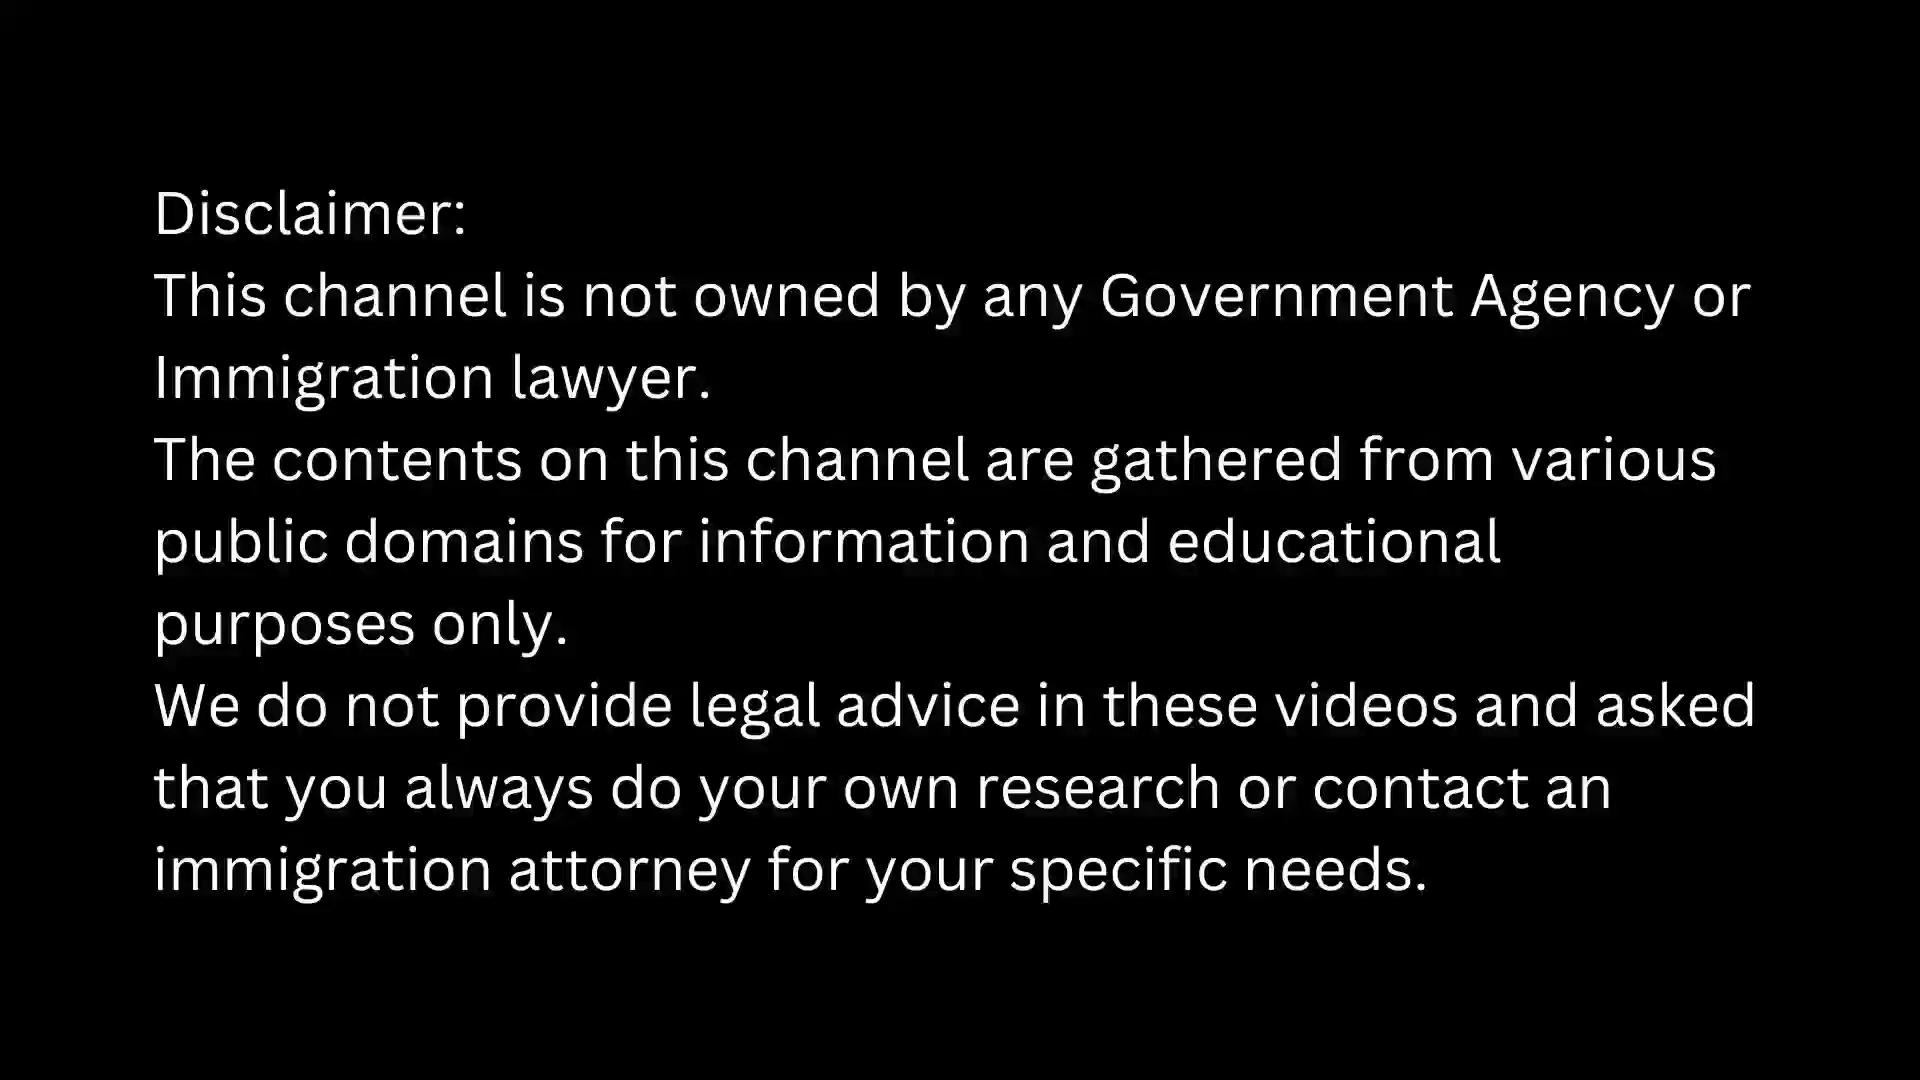 Disclaimer:
This channel is not owned by any Government Agency or
Immigration lawyer.
The contents on this channel are gathered from various
public domains for information and educational
purposes only.
We do not provide legal advice in these videos and asked
that you always do your own research or contact an
immigration attorney for your specific needs.